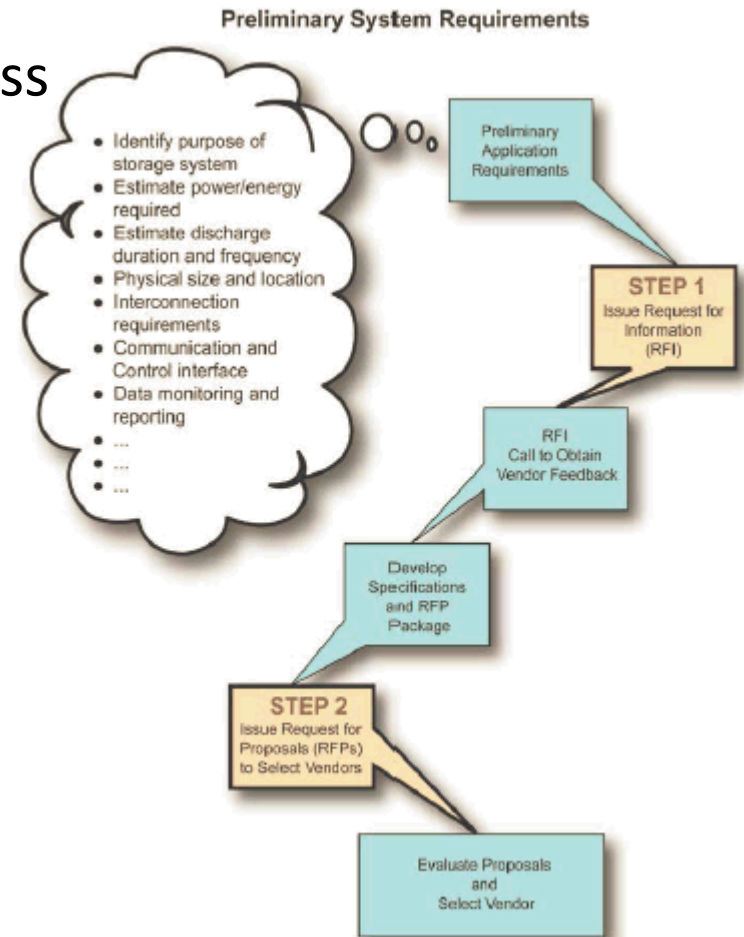 Preliminary System Requirements
ss
• Identify purpose of
storage system
• Estimate power/energy
required
• Estimate discharge
duration and frequency
• Physical size and location
• Interconnection
requirements
• Communication and
Control interface
• Data monitoring and
reporting
• ...
• ...
• ...
Preliminary
Application
Requirements
STEP 1
Issue Request for
Information
(RFI)
RFI
Call to Obtain
Vendor Feedback
Develop
Specifications
and RFP
Package
STEP 2
Issue Request for
Proposals (RFPs)
to Select Vendors
Evaluate Proposals
and
Select Vendor